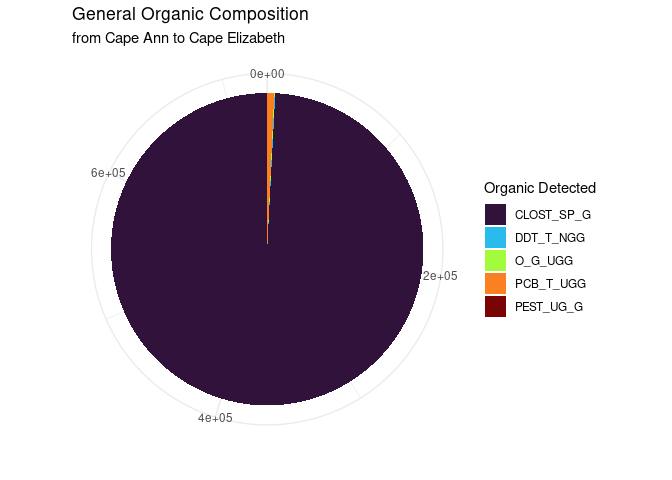 General Organic Composition
from Cape Ann to Cape Elizabeth
0e+00
6e+05
2e+05
4e+05
Organic Detected
CLOST_SP_G
DDT_T_NGG
O_G_UGG
PCB_T_UGG
PEST_UG_G